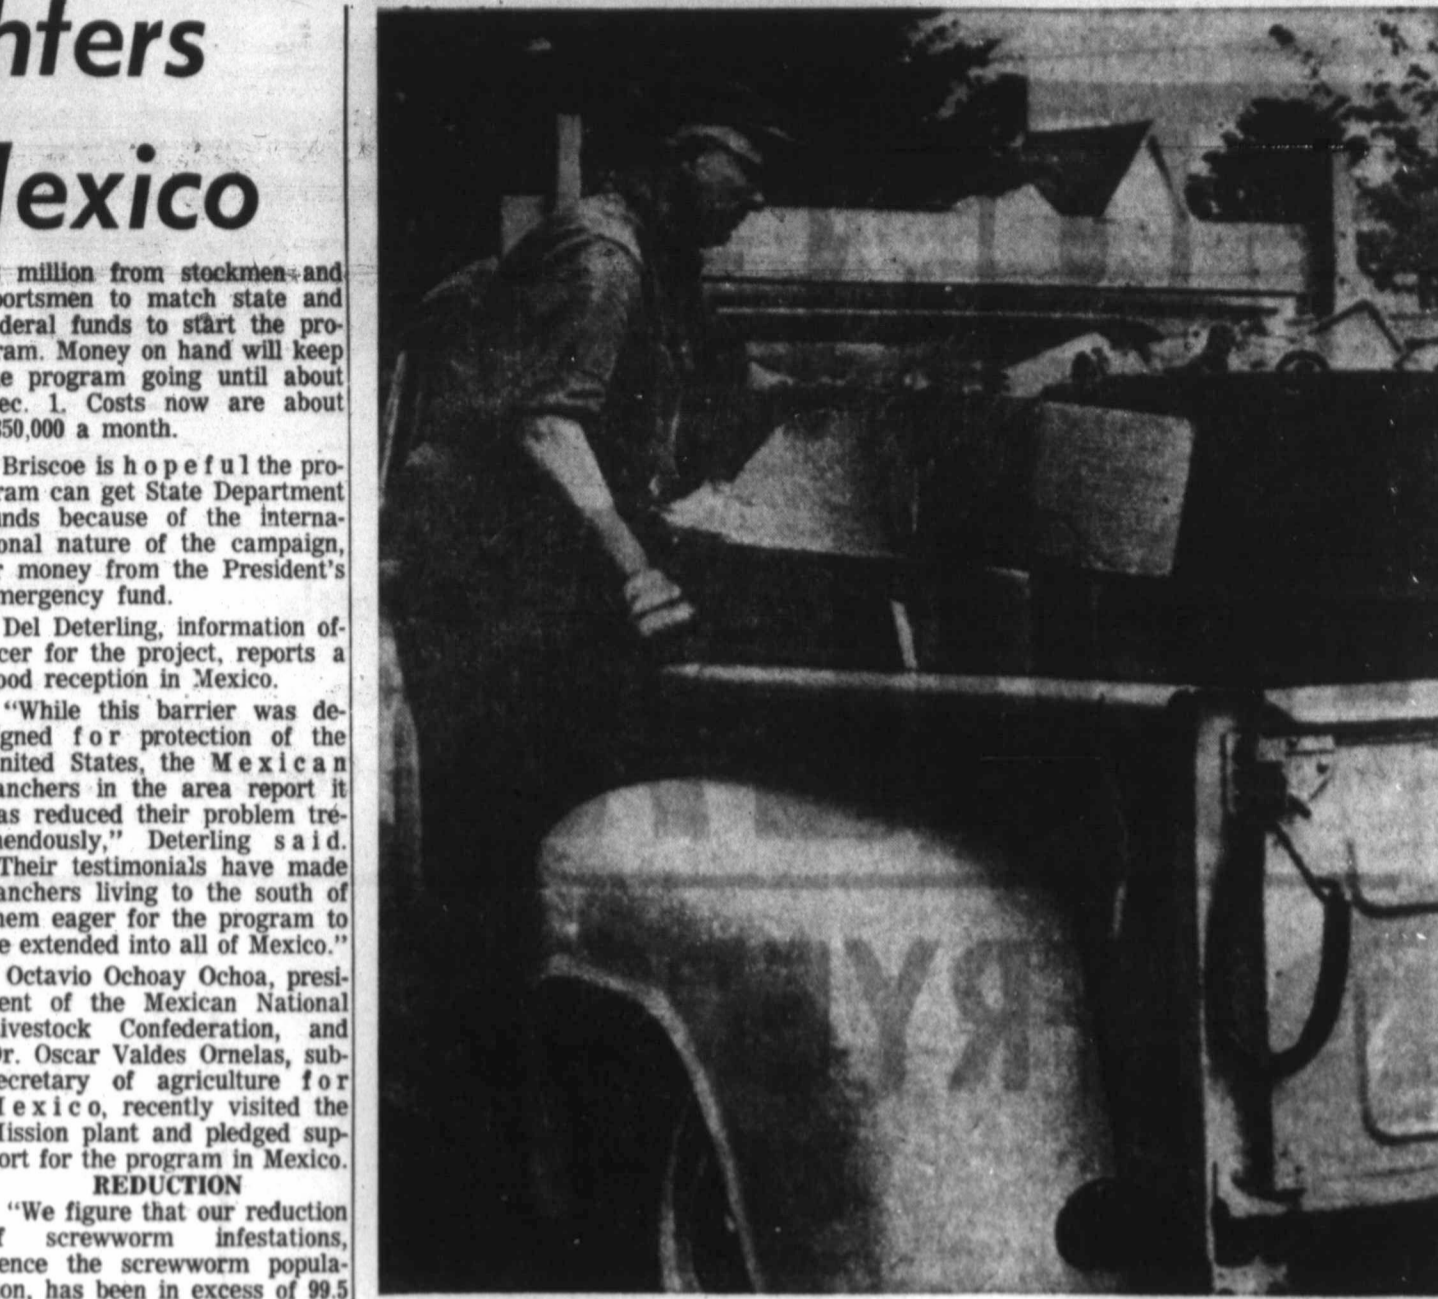 hters
Mexico
million from stockmen and
portsmen to match state and
deral funds to start the pro-
ram. Money on hand will keep
e program going until about
ec. 1. Costs now are about
350,000 a month.
Briscoe is hopeful the pro-
ram can get State Department
unds because of the interna-
onal nature of the campaign,
r money from the President's
mergency fund.
Del Deterling, information of-
cer for the project, reports a
ood reception in Mexico.
"While this barrier was de-
igned for protection of the
nited States, the Mexican
anchers in the area report it
as reduced their problem tre-
mendously," Deterling said.
"Their testimonials have made
anchers living to the south of
hem eager for the program to
e extended into all of Mexico."
Octavio Ochoay Ochoa, presi-
ent of the Mexican National
ivestock Confederation, and
Dr. Oscar Valdes Ornelas, sub-
ecretary of agriculture for
Mexico, recently visited the
Mission plant and pledged sup-
ort for the program in Mexico.
REDUCTION
"We figure that our reduction
f screwworm infestations,
ence the screwworm popula-
on, has been in excess of 99.5
RY